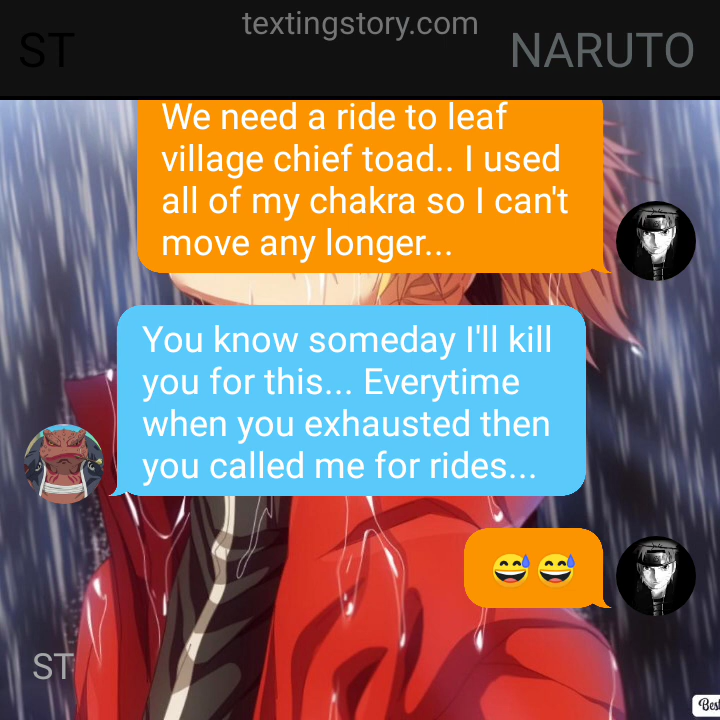 textingstory.com
ST
NARUTO
We need a ride to leaf
village chief toad.. I used
all of my chakra so I can't
move any longer...
You know someday I'll kill
you for this... Everytime
when you exhausted then
you called me for rides...
😅😅
ST